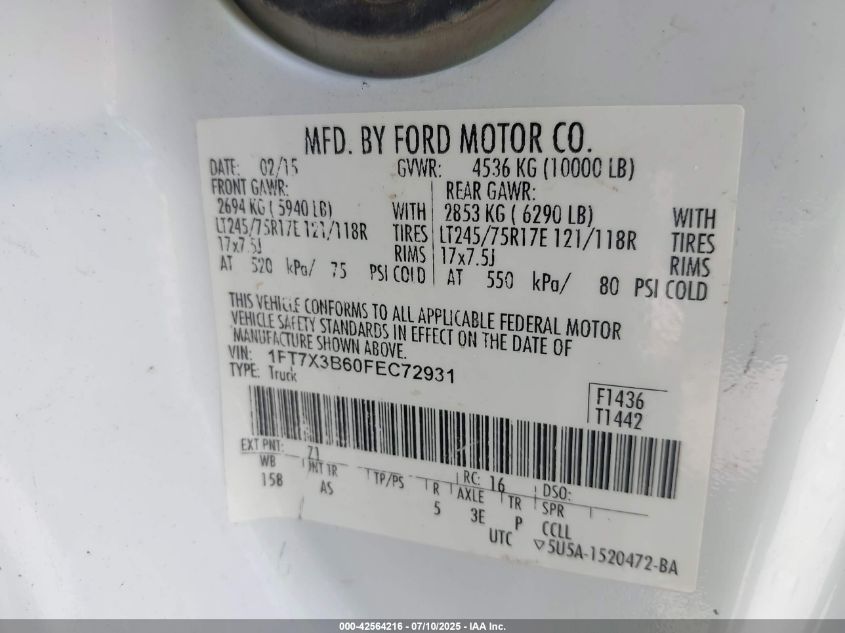 MFD. BY FORD MOTOR CO.
DATE: 02/15 GVWR: 4536 KG (10000 LB)
FRONT GAWR: REAR GAWR:
2694 KG ( 5940 LB) WITH 2853 KG ( 6290 LB) WITH
LT245/75R17E 121/118R TIRES LT245/75R17E 121/118R TIRES
17x7.5J RIMS 17x7.5J RIMS
AT 520 kPa/ 75 PSI COLD AT 550 kPa/ 80 PSI COLD
THIS VEHICLE CONFORMS TO ALL APPLICABLE FEDERAL MOTOR
VEHICLE SAFETY STANDARDS IN EFFECT ON THE DATE OF
MANUFACTURE SHOWN ABOVE.
VIN: 1FT7X3B60FEC72931
TYPE: Truck
F1436
T1442
EXT PNT: Z1 RC: 16 DSO:
WB INT TR TP/PS R AXLE TR SPR
158 AS 5 3E P CCLL
UTC ▽5U5A-1520472-BA
000-42564216 - 07/10/2025 - IAA Inc.